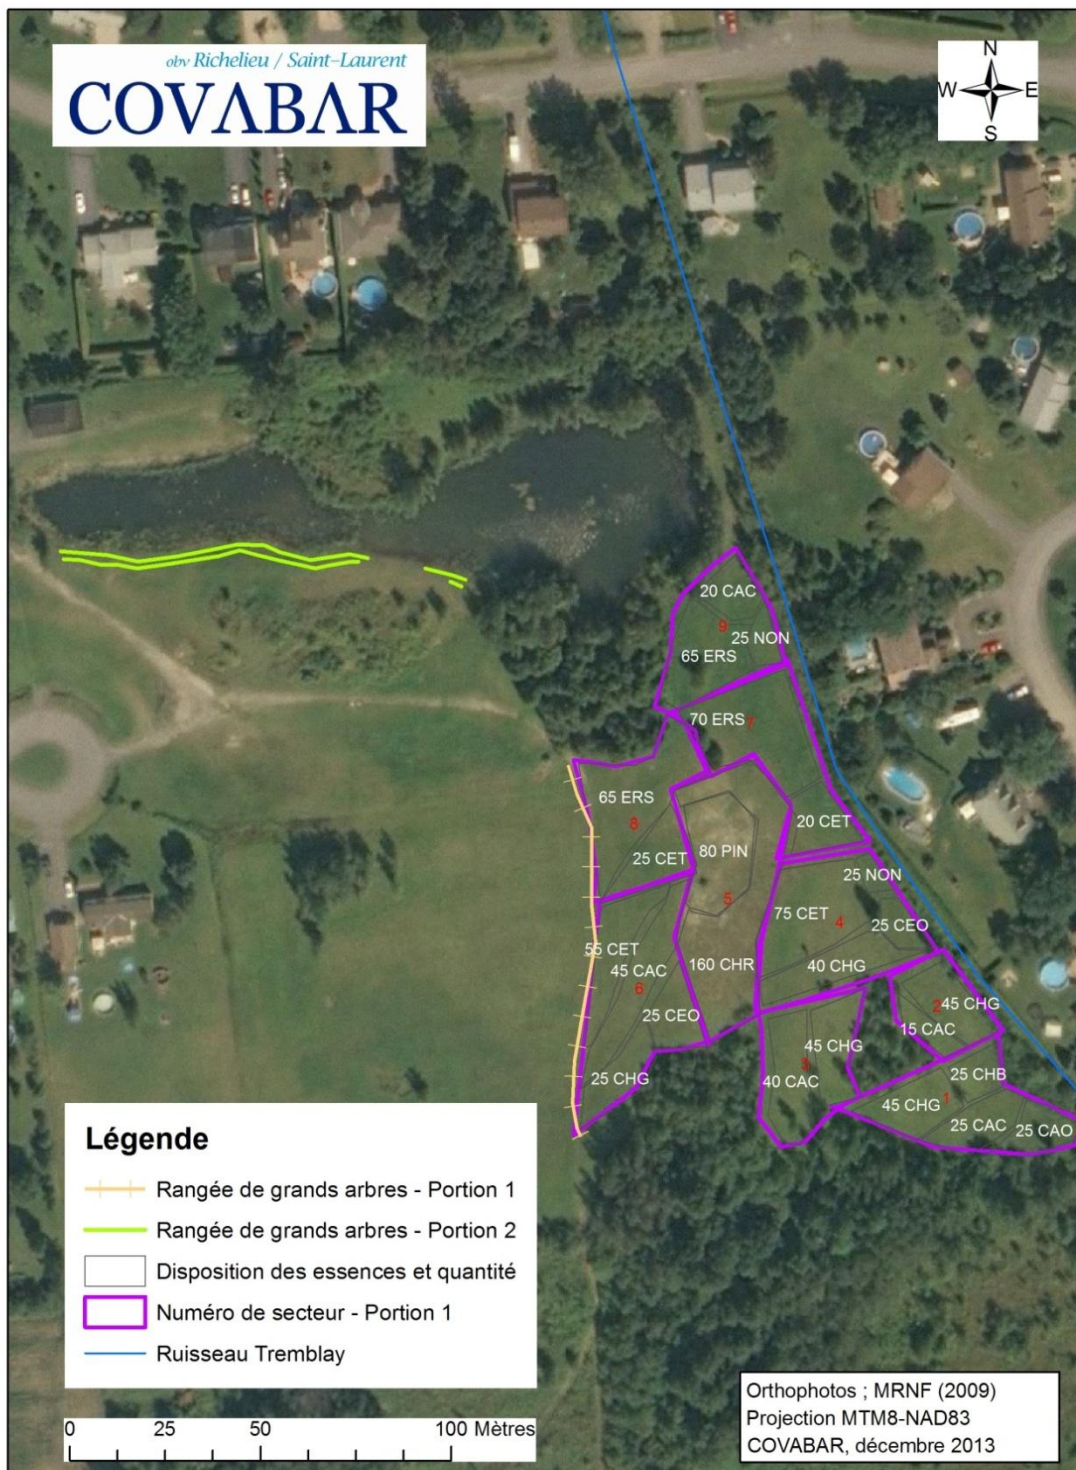 obv Richelieu / Saint-Laurent
COVABAR
N
W E
S
20 CAC
9
25 NON
65 ERS
70 ERS
7
65 ERS
8
25 CET
80 PIN
5
20 CET
25 NON
75 CET
4
25 CEO
55 CET
45 CAC
6
160 CHR
40 CHG
25 CEO
25 CHG
2
45 CHG
15 CAC
45 CHG
3
40 CAC
25 CHB
1
45 CHG
25 CAC
25 CAO
Légende
Rangée de grands arbres - Portion 1
Rangée de grands arbres - Portion 2
Disposition des essences et quantité
Numéro de secteur - Portion 1
Ruisseau Tremblay
0 25 50 100 Mètres
Orthophotos ; MRNF (2009)
Projection MTM8-NAD83
COVABAR, décembre 2013